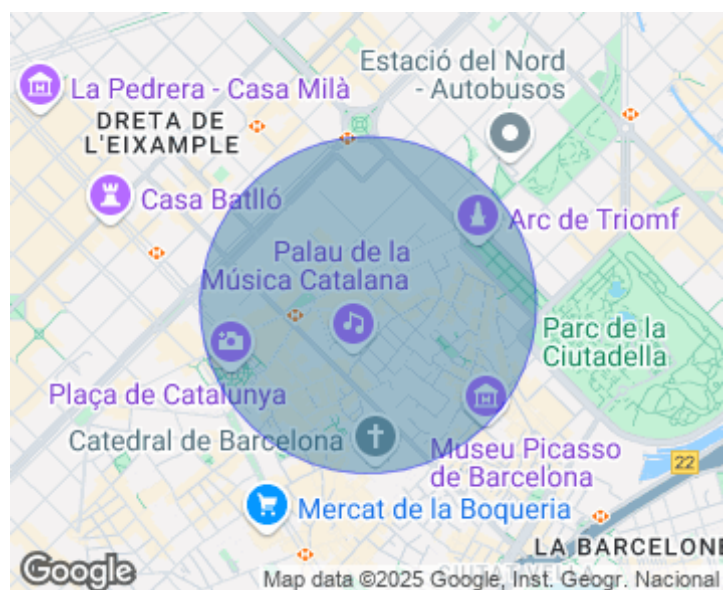 Estació del Nord
- Autobusos
La Pedrera - Casa Milà
DRETA DE
L'EIXAMPLE
Casa Batlló
Arc de Triomf
Palau de la
Música Catalana
Parc de la
Ciutadella
Plaça de Catalunya
Catedral de Barcelona
Museu Picasso
de Barcelona
22
Mercat de la Boqueria
LA BARCELONE
CIUTAT VELLA
Google
Map data ©2025 Google, Inst. Geogr. Nacional